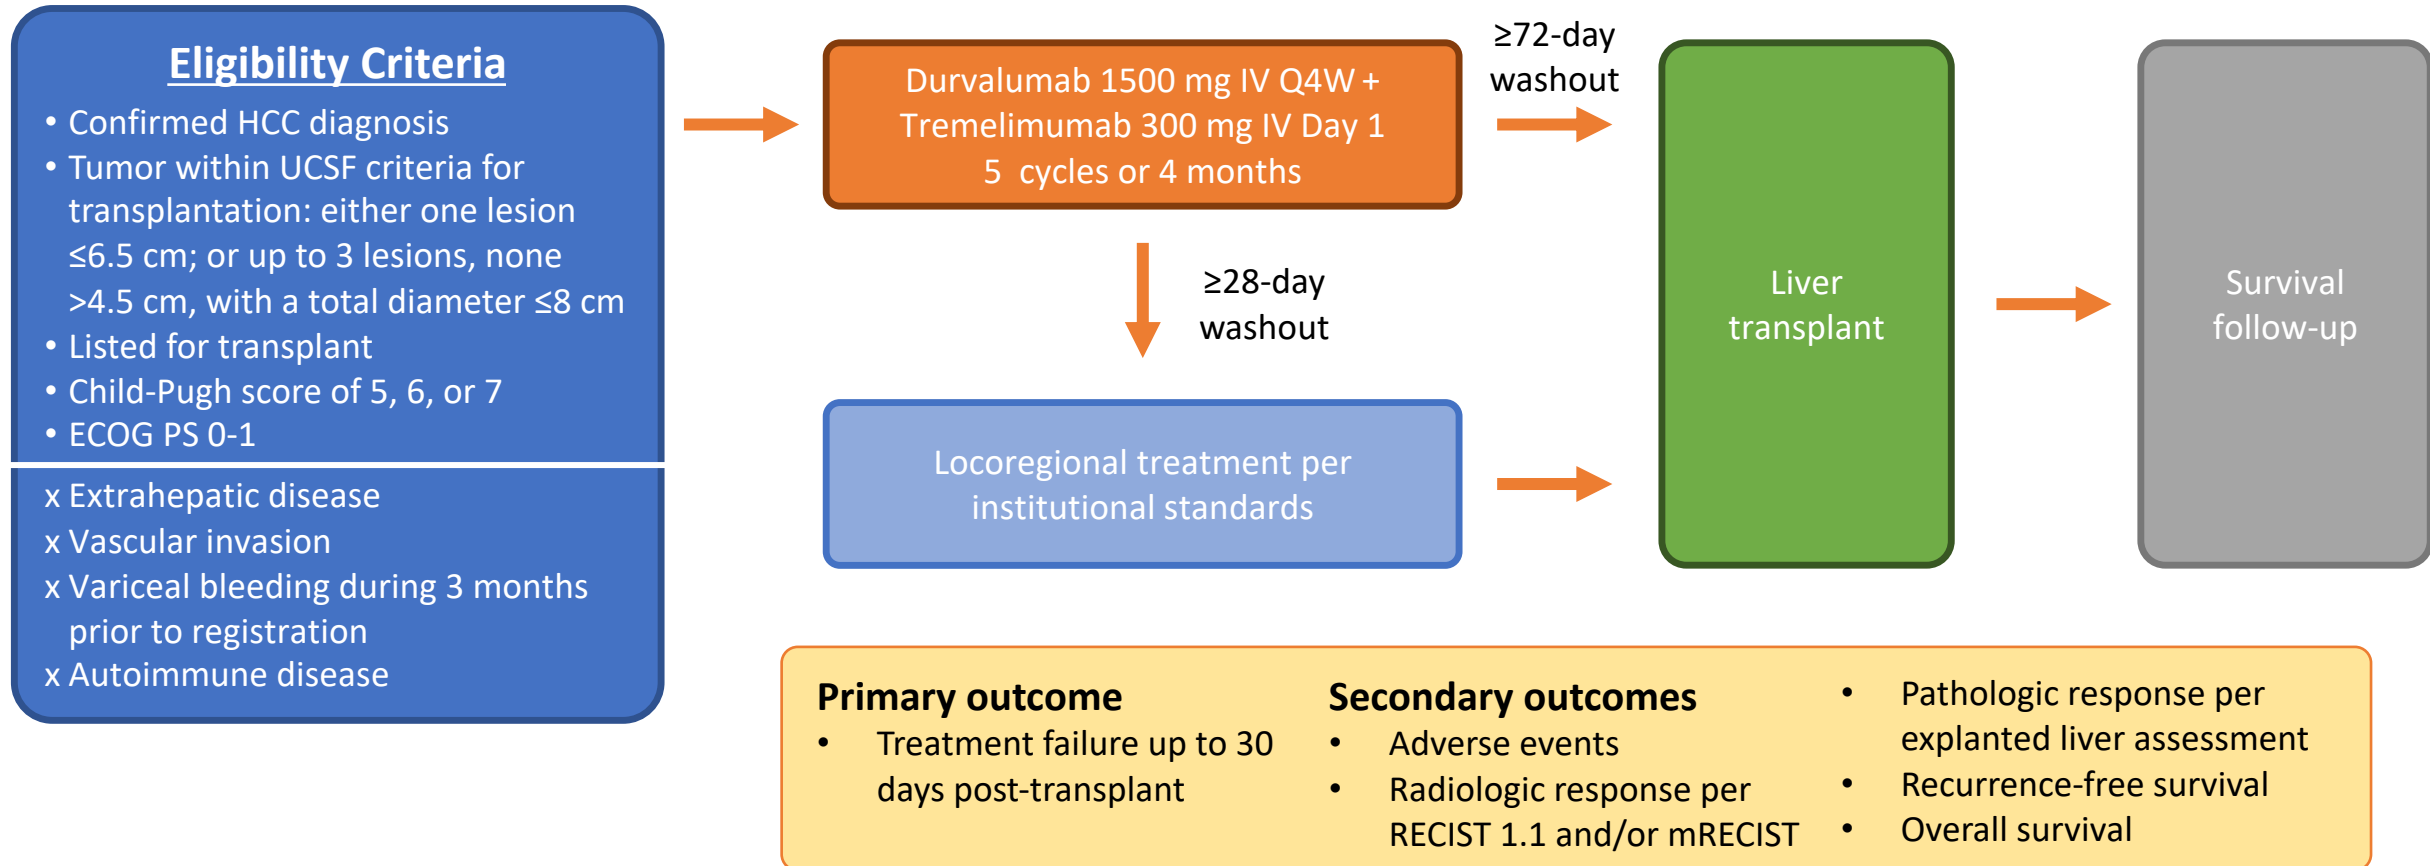 Eligibility Criteria
• Confirmed HCC diagnosis
• Tumor within UCSF criteria for
transplantation: either one lesion
≤6.5 cm; or up to 3 lesions, none
>4.5 cm, with a total diameter ≤8 cm
• Listed for transplant
• Child-Pugh score of 5, 6, or 7
• ECOG PS 0-1
x Extrahepatic disease
x Vascular invasion
x Variceal bleeding during 3 months
prior to registration
x Autoimmune disease
Durvalumab 1500 mg IV Q4W +
Tremelimumab 300 mg IV Day 1
5 cycles or 4 months
≥72-day
washout
≥28-day
washout
Locoregional treatment per
institutional standards
Liver
transplant
Survival
follow-up
Primary outcome
• Treatment failure up to 30
days post-transplant
Secondary outcomes
• Adverse events
• Radiologic response per
RECIST 1.1 and/or mRECIST
• Pathologic response per
explanted liver assessment
• Recurrence-free survival
• Overall survival